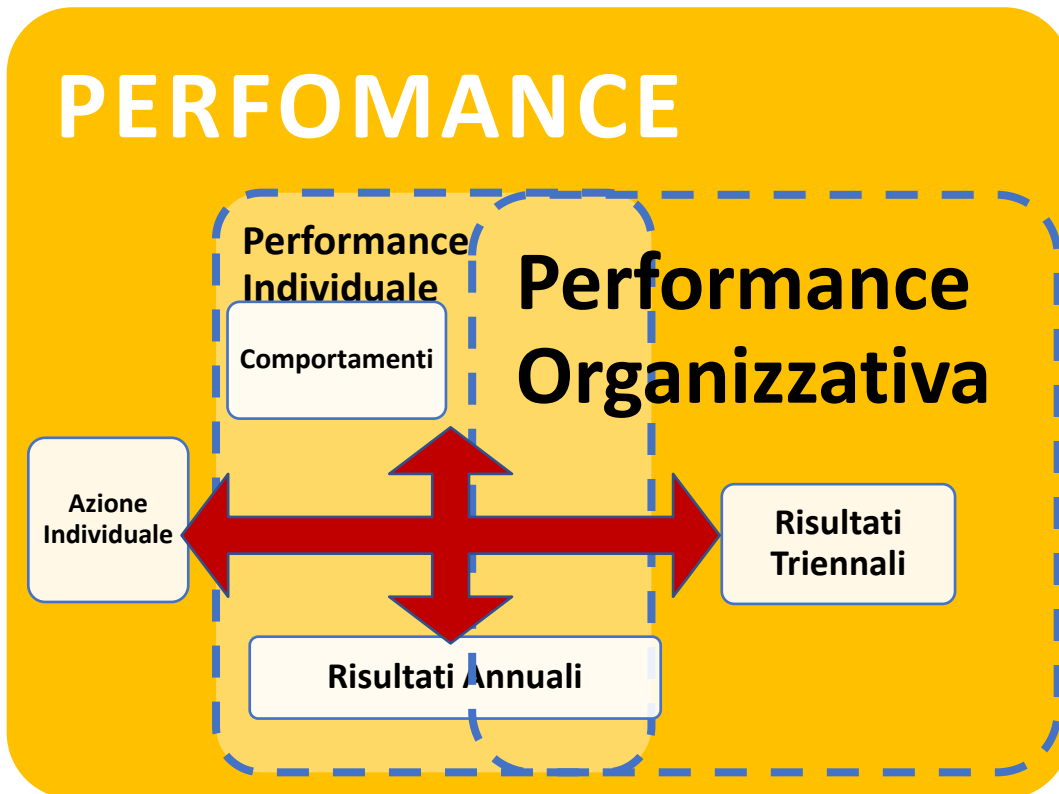 PERFOMANCE
Performance
Individuale
Performance
Organizzativa
Comportamenti
Azione
Individuale
Risultati
Triennali
Risultati Annuali